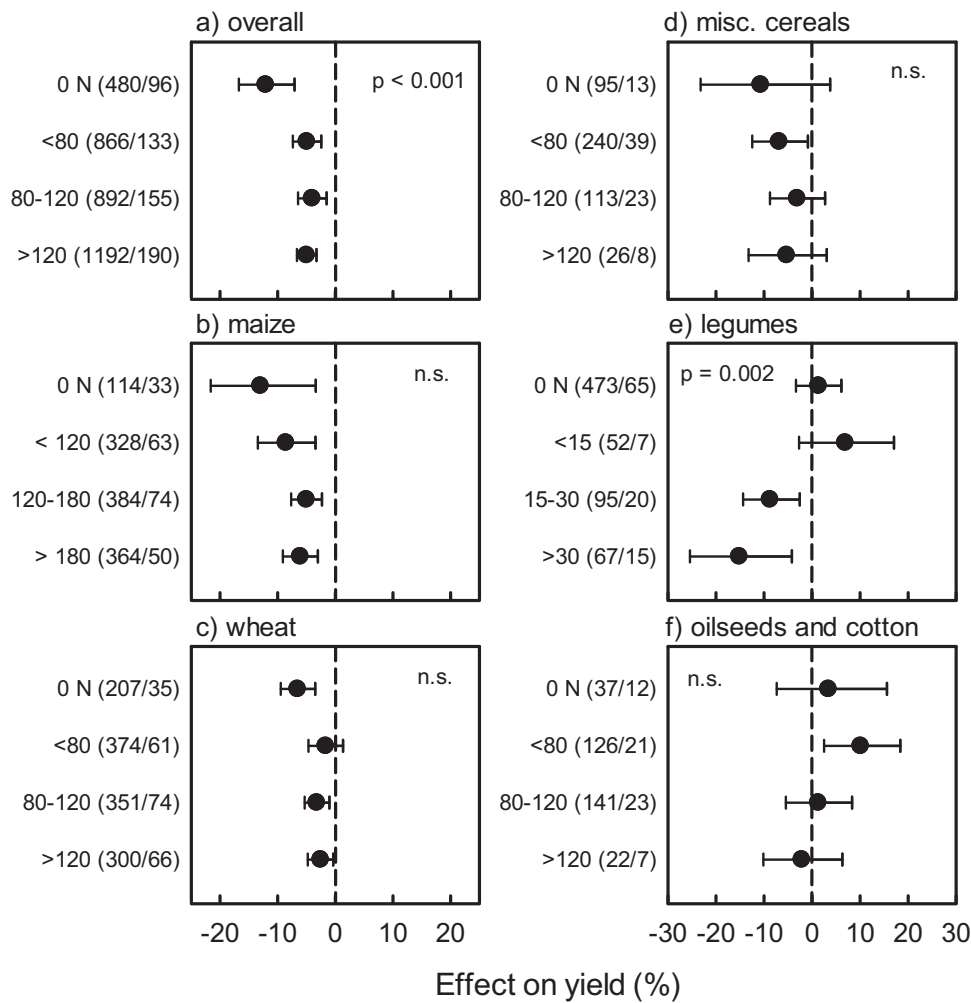 a) overall
0 N (480/96)
<80 (866/133)
80-120 (892/155)
>120 (1192/190)
p < 0.001
b) maize
0 N (114/33)
< 120 (328/63)
120-180 (384/74)
> 180 (364/50)
n.s.
c) wheat
0 N (207/35)
<80 (374/61)
80-120 (351/74)
>120 (300/66)
n.s.
-20 -10 0 10 20
d) misc. cereals
0 N (95/13)
<80 (240/39)
80-120 (113/23)
>120 (26/8)
n.s.
e) legumes
0 N (473/65)
<15 (52/7)
15-30 (95/20)
>30 (67/15)
p = 0.002
f) oilseeds and cotton
0 N (37/12)
<80 (126/21)
80-120 (141/23)
>120 (22/7)
n.s.
-30 -20 -10 0 10 20 30
Effect on yield (%)